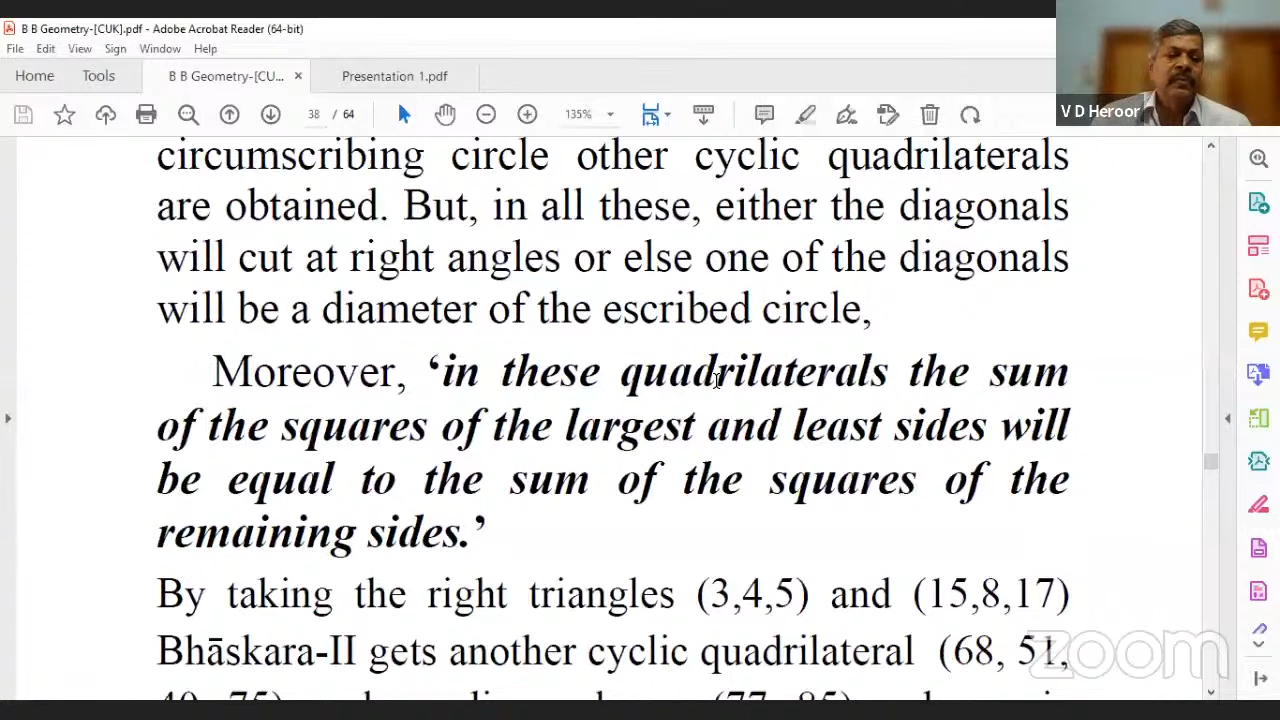 B B Geometry-[CUK].pdf - Adobe Acrobat Reader (64-bit)
File Edit View Sign Window Help
Home Tools B B Geometry-[CU... × Presentation 1.pdf
38 / 64 135%
V D Heroor
circumscribing circle other cyclic quadrilaterals
are obtained. But, in all these, either the diagonals
will cut at right angles or else one of the diagonals
will be a diameter of the escribed circle,
Moreover, ‘in these quadrilaterals the sum
of the squares of the largest and least sides will
be equal to the sum of the squares of the
remaining sides.’
By taking the right triangles (3,4,5) and (15,8,17)
Bhāskara-II gets another cyclic quadrilateral (68, 51,
zoom